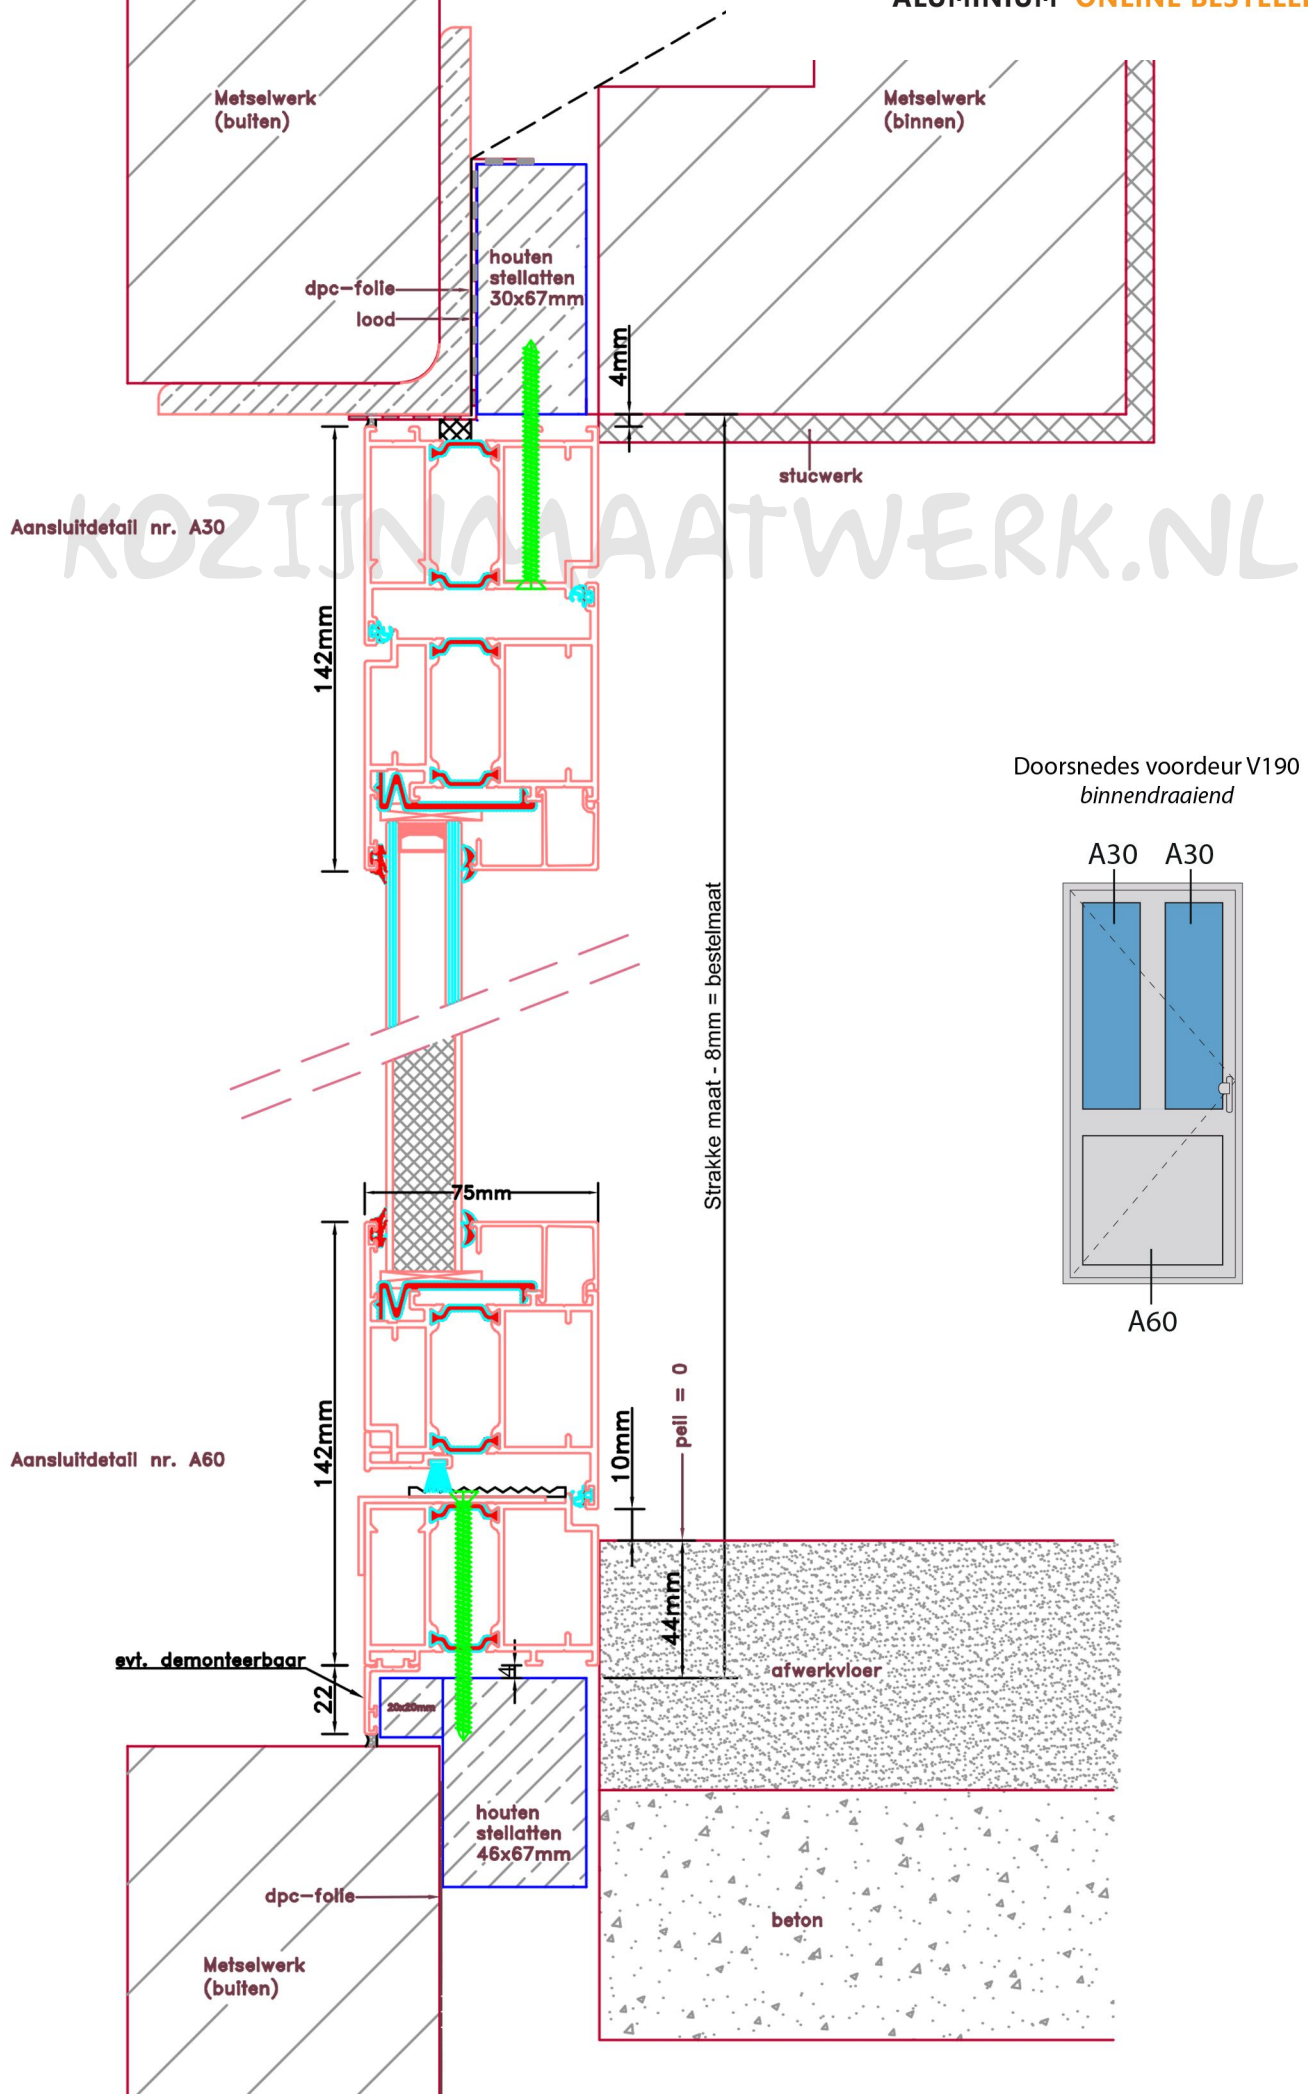 Metselwerk
(buiten)
Metselwerk
(binnen)
houten
stellatten
30x67mm
dpc-folie
lood
4mm
stucwerk
KOZIJNMAATWERK.NL
Aansluitdetail nr. A30
142mm
Doorsnedes voordeur V190
binnendraaiend
A30 A30
Strakke maat - 8mm = bestelmaat
75mm
A60
peil = 0
10mm
142mm
Aansluitdetail nr. A60
44mm
evt. demonteerbaar
4
afwerkvloer
22
20x20mm
houten
stellatten
46x67mm
dpc-folie
beton
Metselwerk
(buiten)